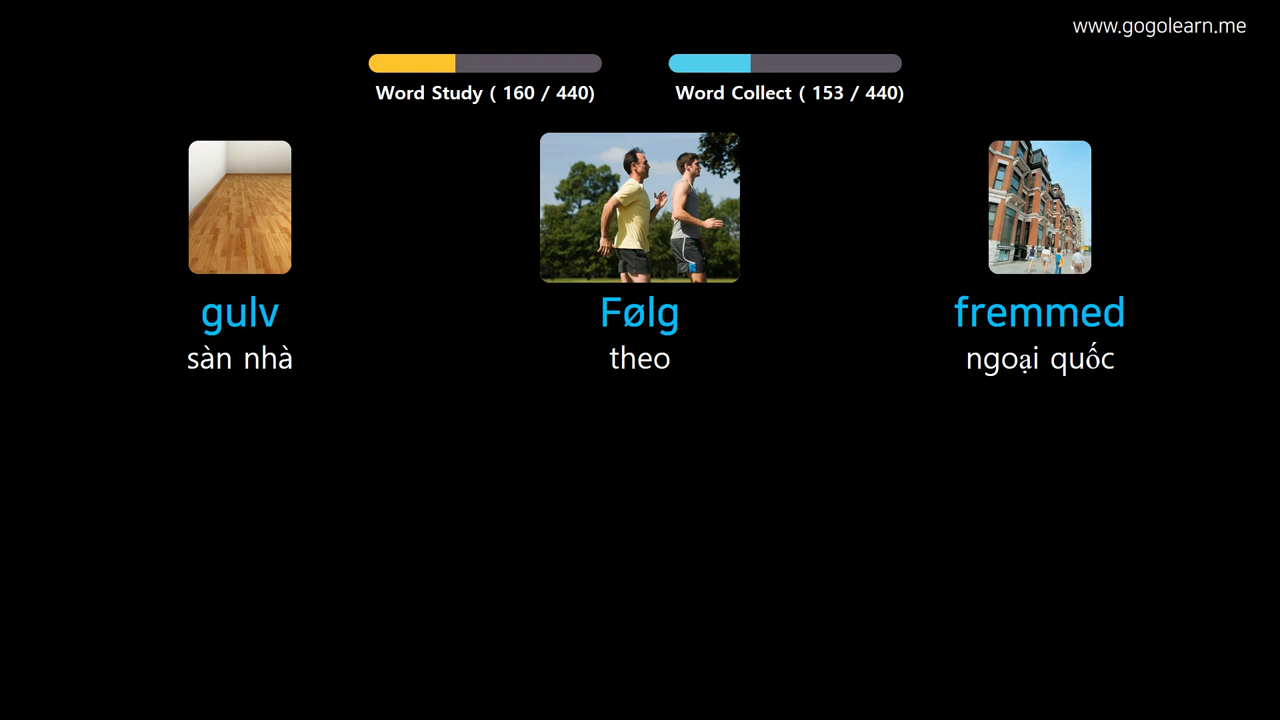 www.gogolearn.me
Word Study ( 160 / 440)
Word Collect ( 153 / 440)
gulv
Følg
fremmed
sàn nhà
theo
ngoại quốc